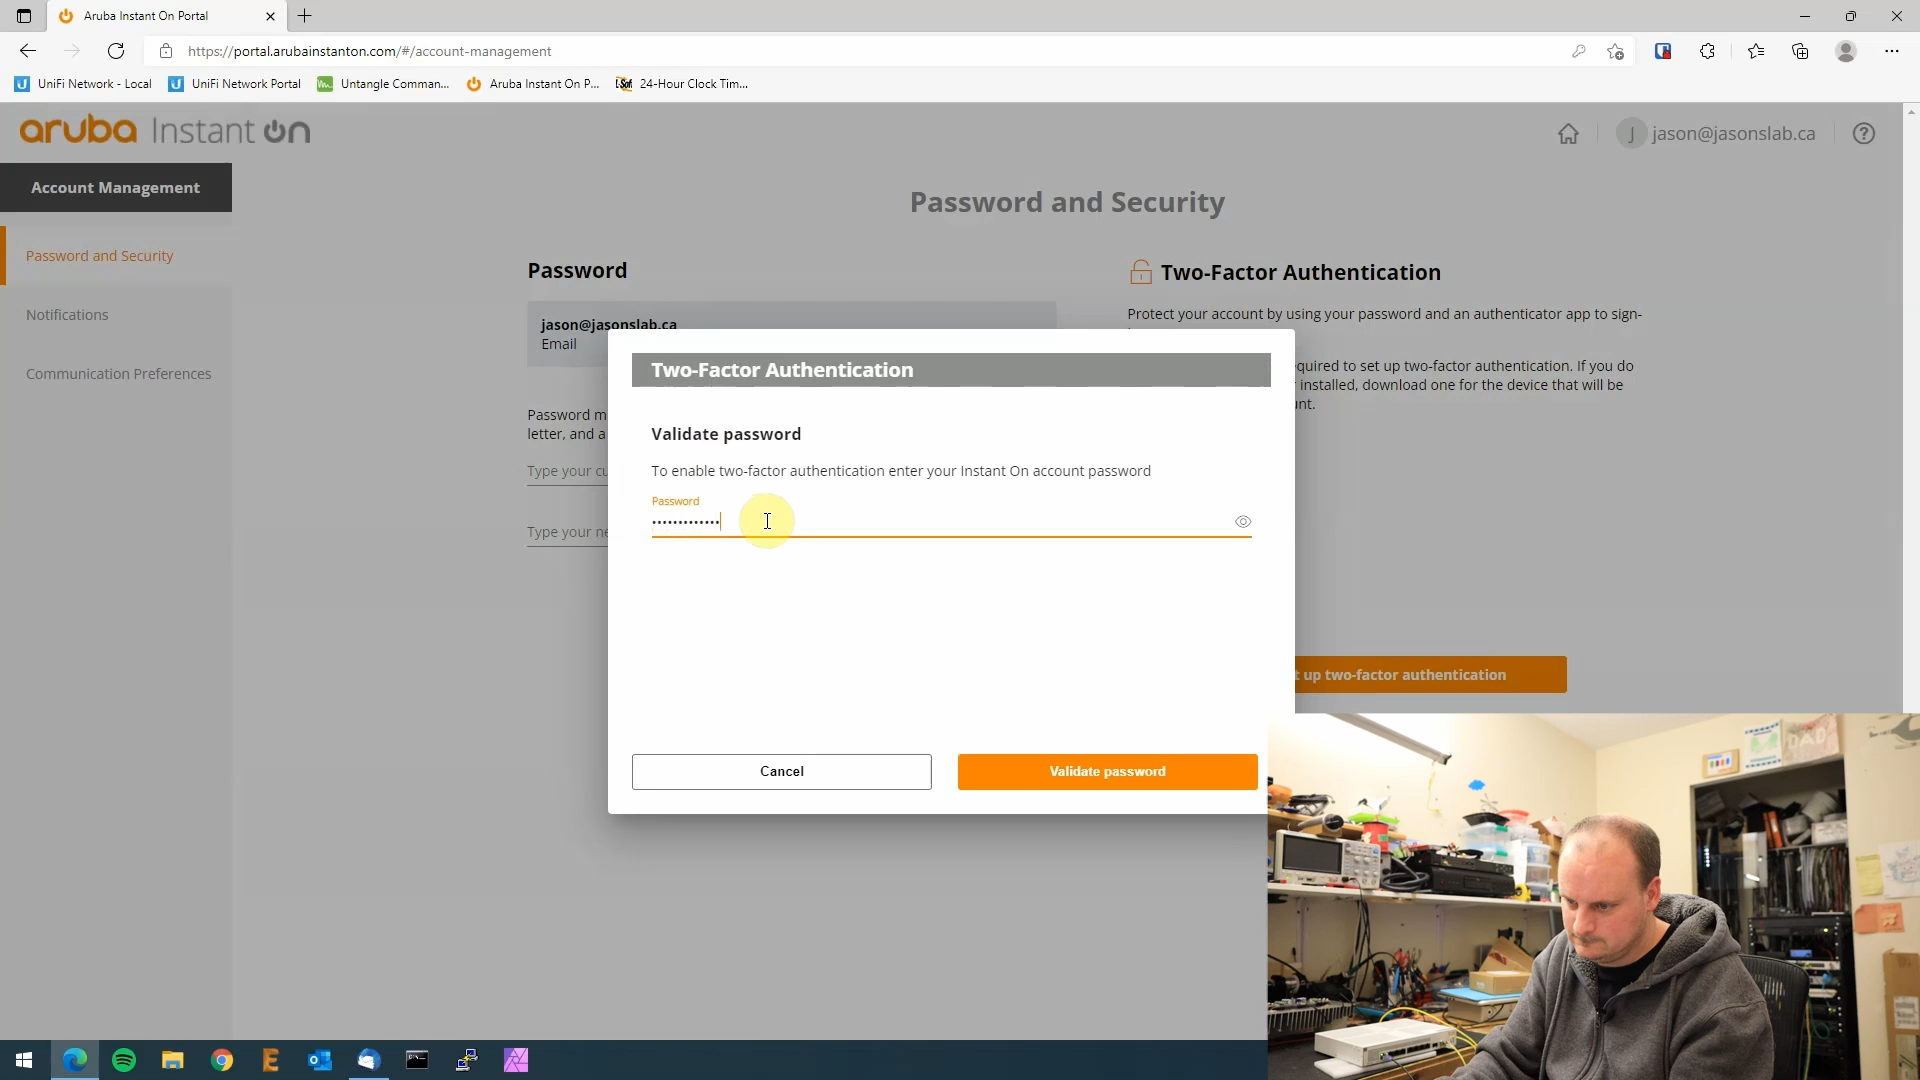 Aruba Instant On Portal
https://portal.arubainstanton.com/#/account-management
UniFi Network - Local
UniFi Network Portal
Untangle Comman...
Aruba Instant On P...
24-Hour Clock Tim...
aruba Instant On
J jason@jasonslab.ca
Account Management
Password and Security
Notifications
Communication Preferences
Password and Security
Password
jason@jasonslab.ca
Email
Password m
letter, and a
Type your cu
Type your ne
Two-Factor Authentication
Protect your account by using your password and an authenticator app to sign-
quired to set up two-factor authentication. If you do
installed, download one for the device that will be
unt.
t up two-factor authentication
Two-Factor Authentication
Validate password
To enable two-factor authentication enter your Instant On account password
Password
•••••••••••••
Cancel
Validate password
DAD